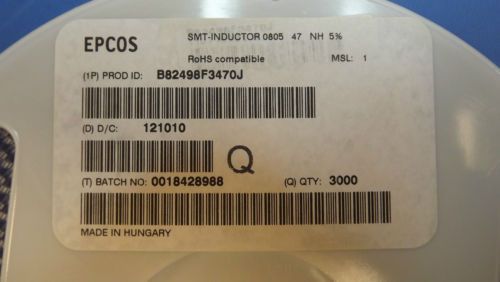 EPCOS
SMT-INDUCTOR 0805 47 NH 5%
RoHS compatible MSL: 1
(1P) PROD ID: B82498F3470J
(D) D/C: 121010
Q
(T) BATCH NO: 0018428988 (Q) QTY: 3000
MADE IN HUNGARY